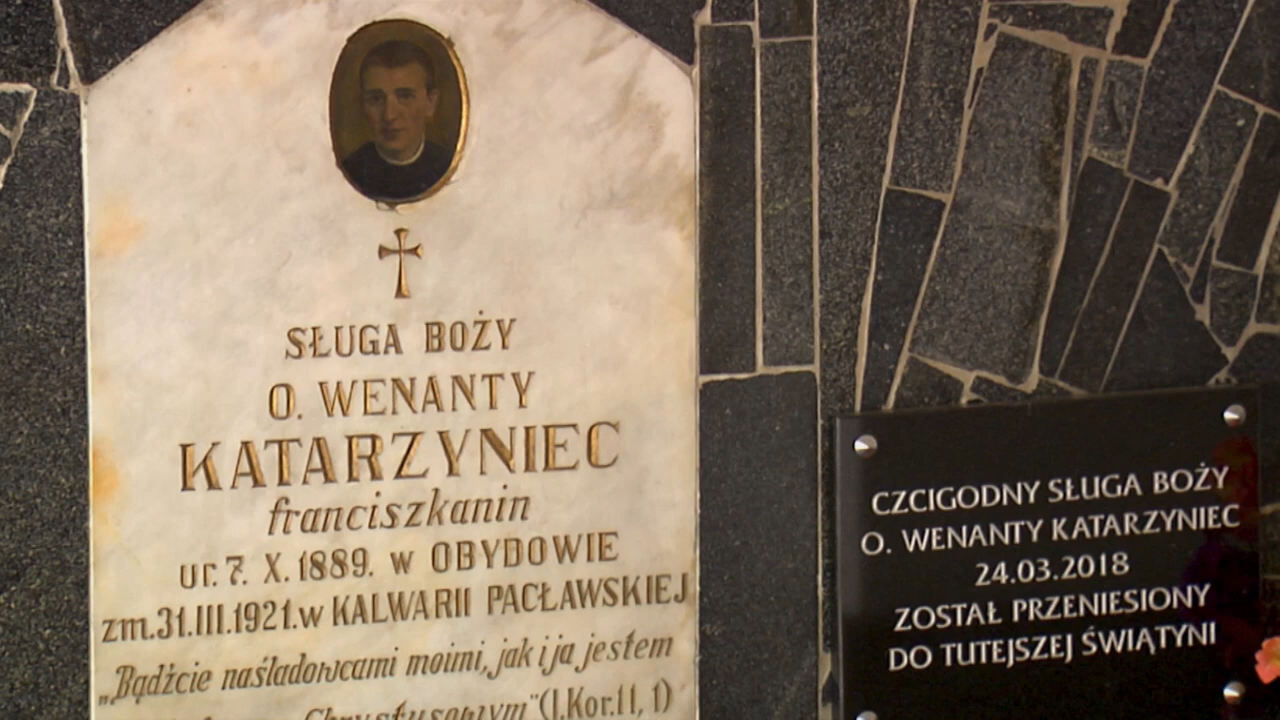 SŁUGA BOŻY
O. WENANTY
KATARZYNIEC
franciszkanin
ur. 7. X. 1889. w OBYDOWIE
zm. 31. III. 1921. w KALWARII PACŁAWSKIEJ
„Bądźcie naśladowcami moimi, jak i ja jestem
Chrystusowym" (I. Kor. 11, 1)
CZCIGODNY SŁUGA BOŻY
O. WENANTY KATARZYNIEC
24.03.2018
ZOSTAŁ PRZENIESIONY
DO TUTEJSZEJ ŚWIĄTYNI